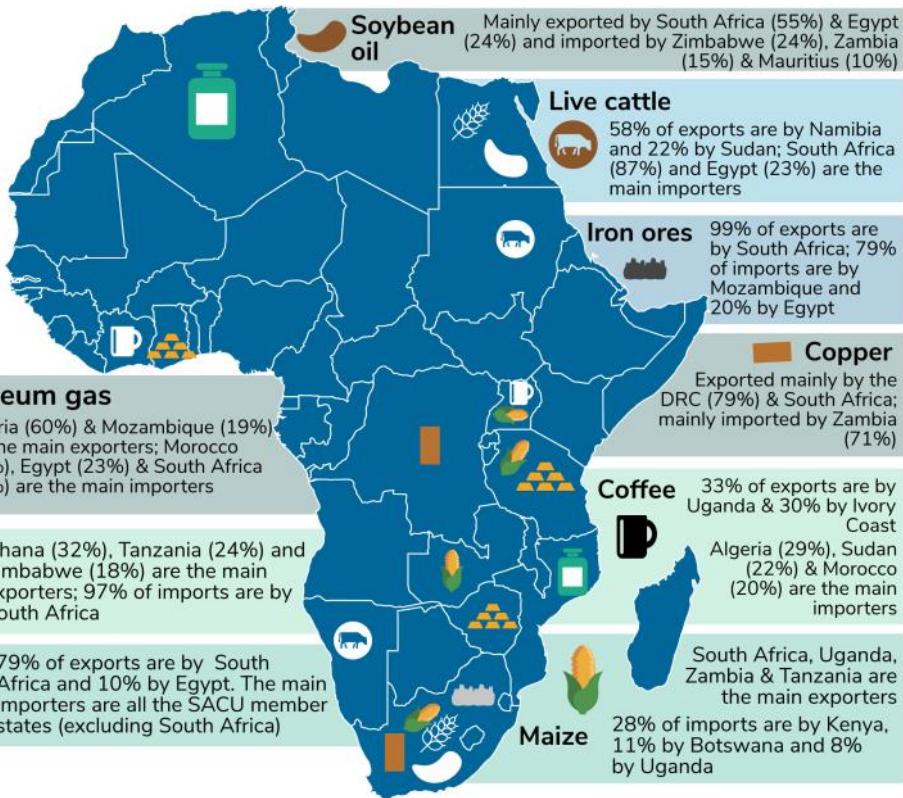 Soybean
oil
Mainly exported by South Africa (55%) & Egypt
(24%) and imported by Zimbabwe (24%), Zambia
(15%) & Mauritius (10%)
Live cattle
58% of exports are by Namibia
and 22% by Sudan; South Africa
(87%) and Egypt (23%) are the
main importers
Iron ores
99% of exports are
by South Africa; 79%
of imports are by
Mozambique and
20% by Egypt
Copper
Exported mainly by the
DRC (79%) & South Africa;
mainly imported by Zambia
(71%)
eum gas
ria (60%) & Mozambique (19%)
he main exporters; Morocco
), Egypt (23%) & South Africa
) are the main importers
Coffee
33% of exports are by
Uganda & 30% by Ivory
Coast
Algeria (29%), Sudan
(22%) & Morocco
(20%) are the main
importers
hana (32%), Tanzania (24%) and
imbabwe (18%) are the main
xporters; 97% of imports are by
outh Africa
79% of exports are by South
Africa and 10% by Egypt. The main
importers are all the SACU member
states (excluding South Africa)
Maize
South Africa, Uganda,
Zambia & Tanzania are
the main exporters
28% of imports are by Kenya,
11% by Botswana and 8%
by Uganda